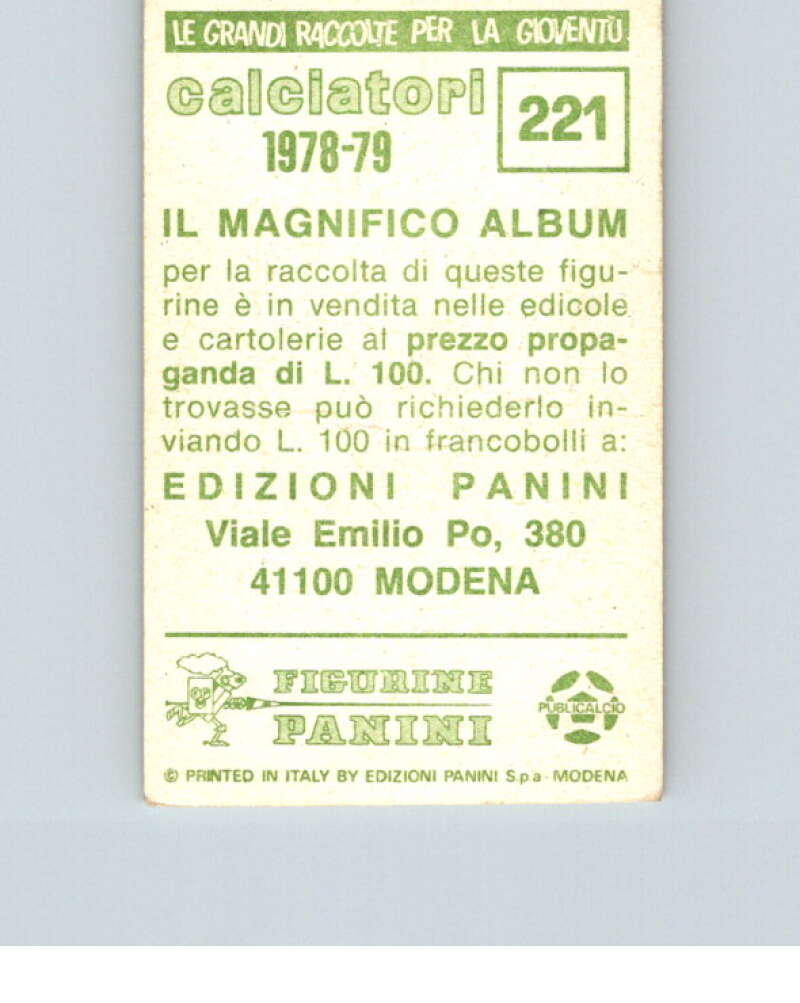 LE GRANDI RACCOLTE PER LA GIOVENTÙ
calciatori
1978-79
221
IL MAGNIFICO ALBUM
per la raccolta di queste figu-
rine è in vendita nelle edicole
e cartolerie al prezzo propa-
ganda di L. 100. Chi non lo
trovasse può richiederlo in-
viando L. 100 in francobolli a:
EDIZIONI PANINI
Viale Emilio Po, 380
41100 MODENA
FIGURINE
PANINI
PUBLICALCIO
© PRINTED IN ITALY BY EDIZIONI PANINI S.p.a - MODENA